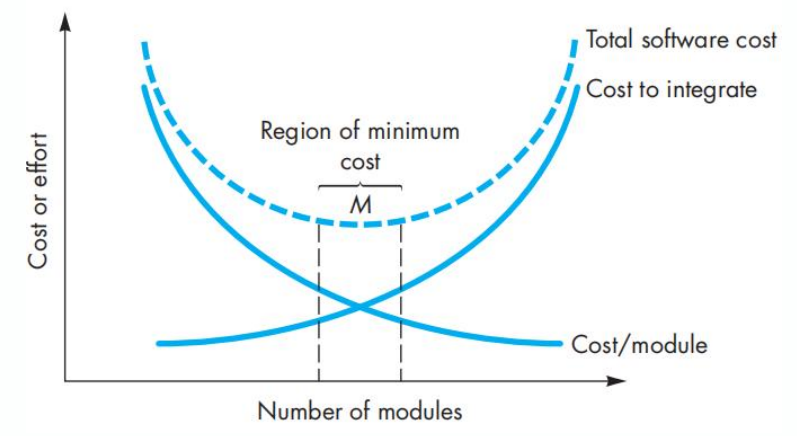 Total software cost
Cost to integrate
Region of minimum
cost
M
Cost or effort
Cost/module
Number of modules